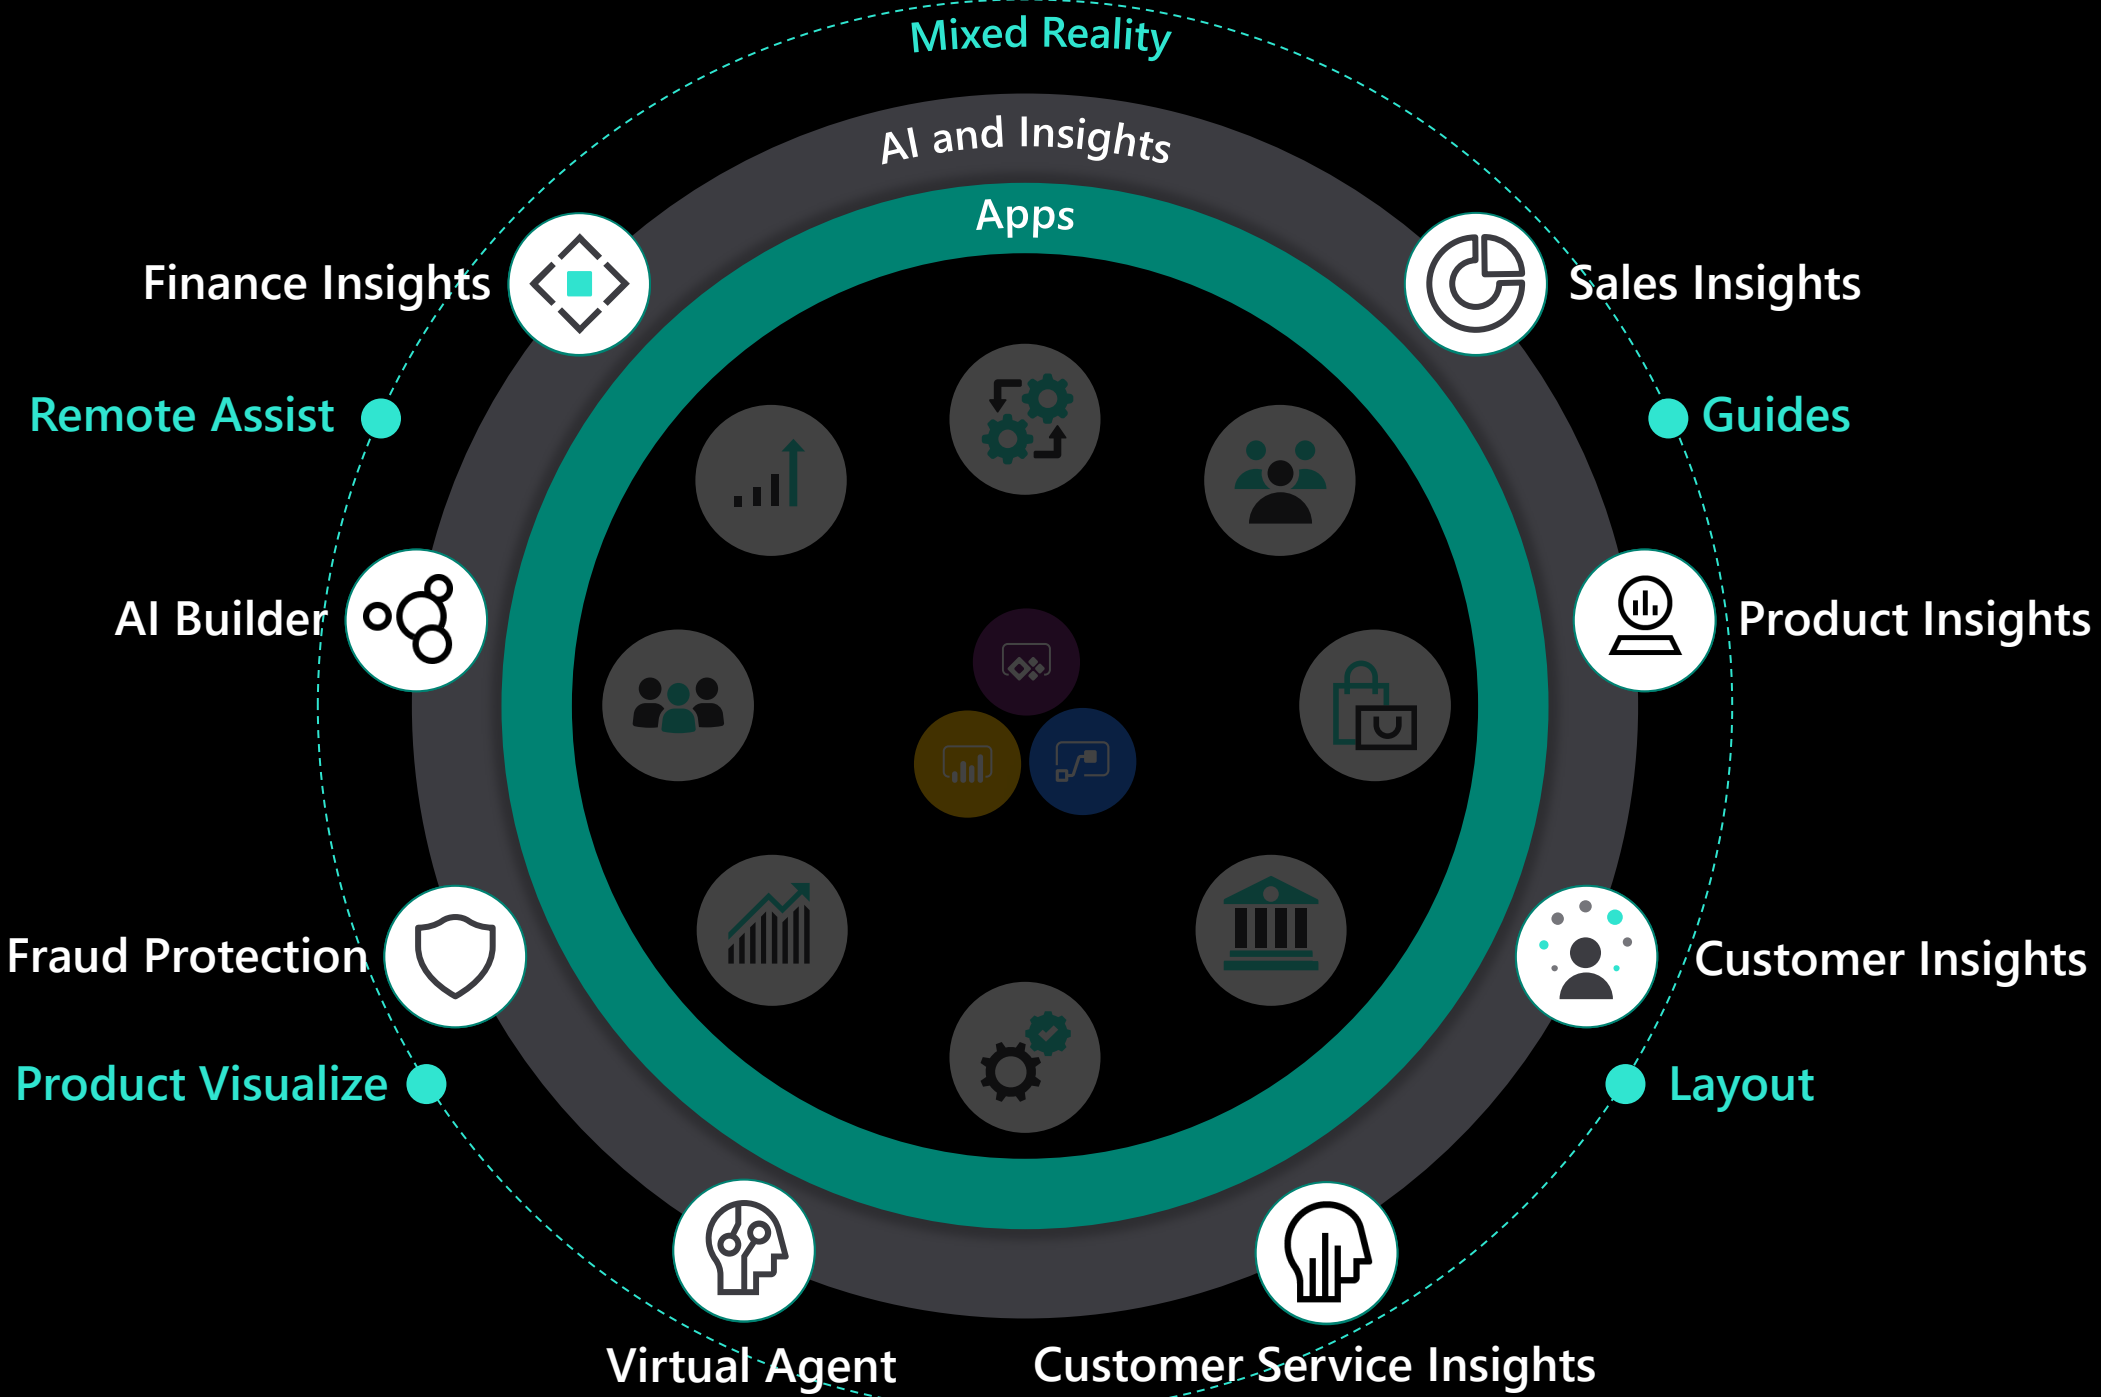 Mixed Reality
AI and Insights
Apps
Finance Insights
Sales Insights
Remote Assist
Guides
AI Builder
Product Insights
Fraud Protection
Customer Insights
Product Visualize
Layout
Virtual Agent
Customer Service Insights